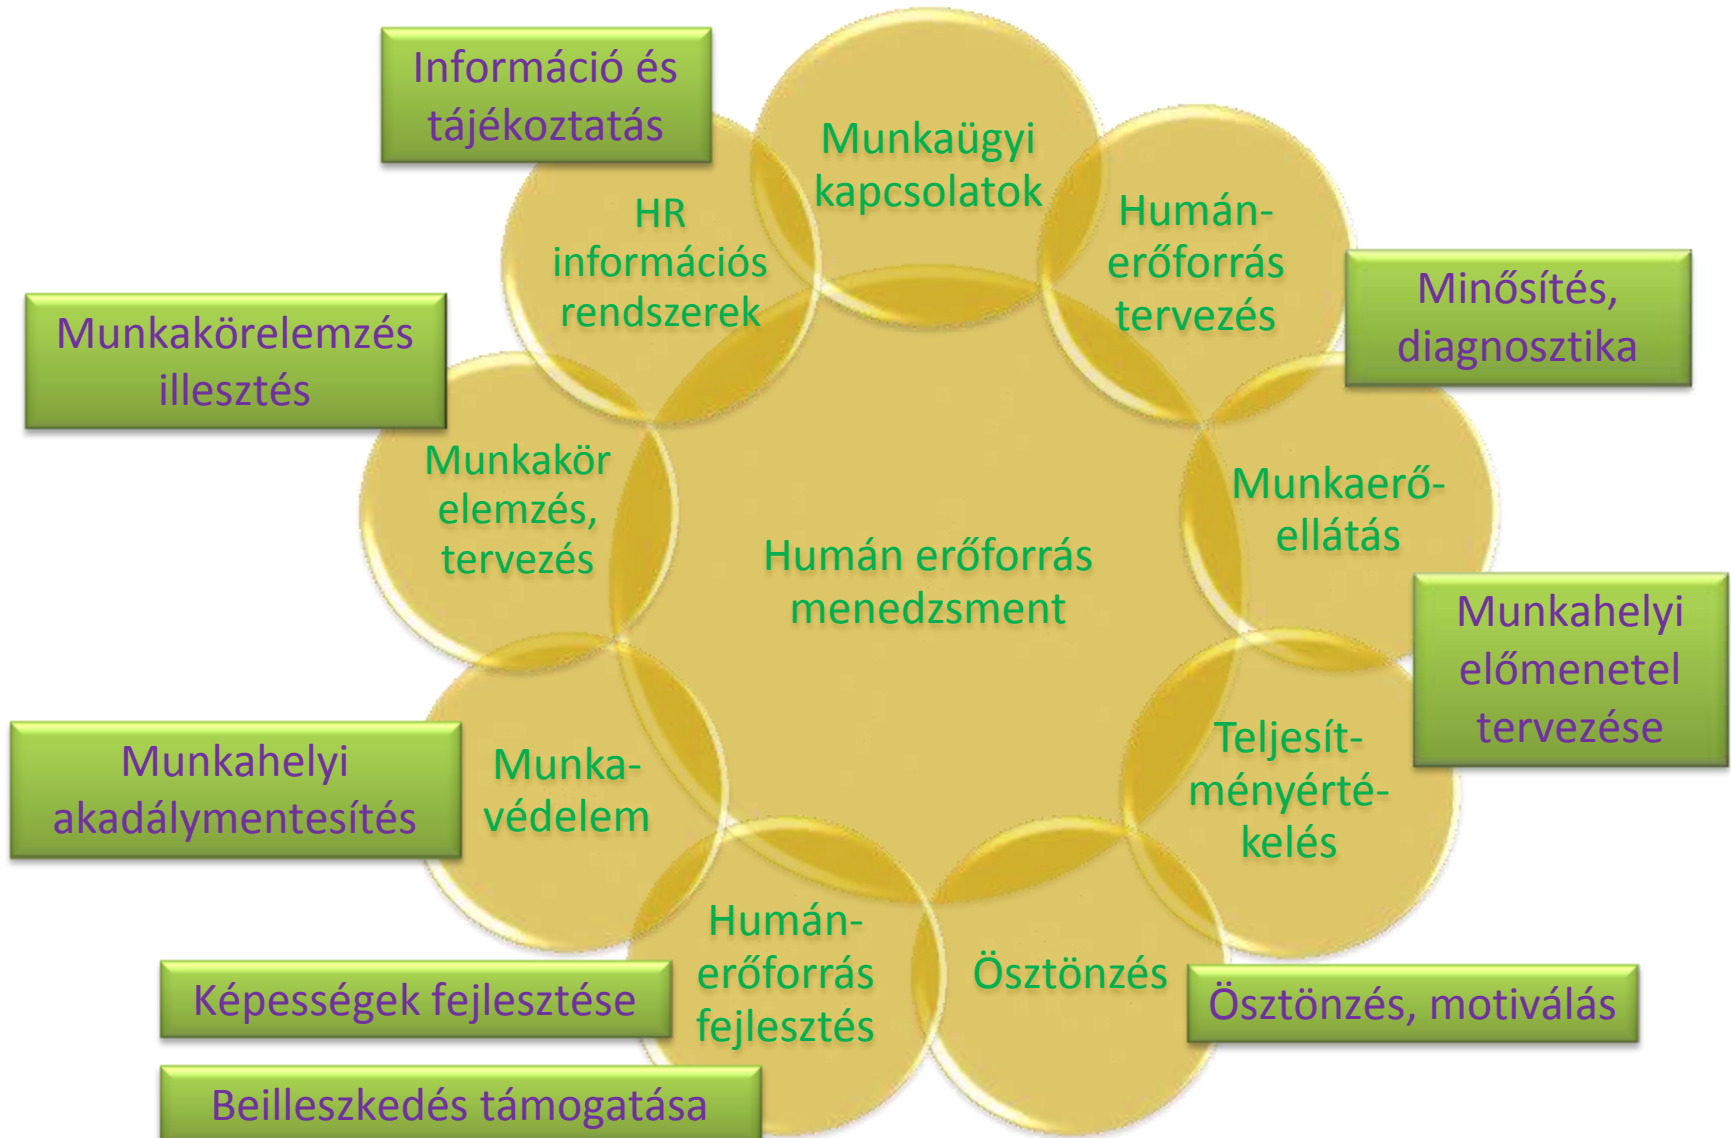 Információ és
tájékoztatás
Munkaügyi
kapcsolatok
HR
információs
rendszerek
Humán-
erőforrás
tervezés
Minősítés,
diagnosztika
Munkakörelemzés
illesztés
Munkakör
elemzés,
tervezés
Munkaerő-
ellátás
Humán erőforrás
menedzsment
Munkahelyi
előmenetel
tervezése
Munkahelyi
akadálymentesítés
Munka-
védelem
Teljesít-
ményérté-
kelés
Humán-
erőforrás
fejlesztés
Ösztönzés
Képességek fejlesztése
Ösztönzés, motiválás
Beilleszkedés támogatása